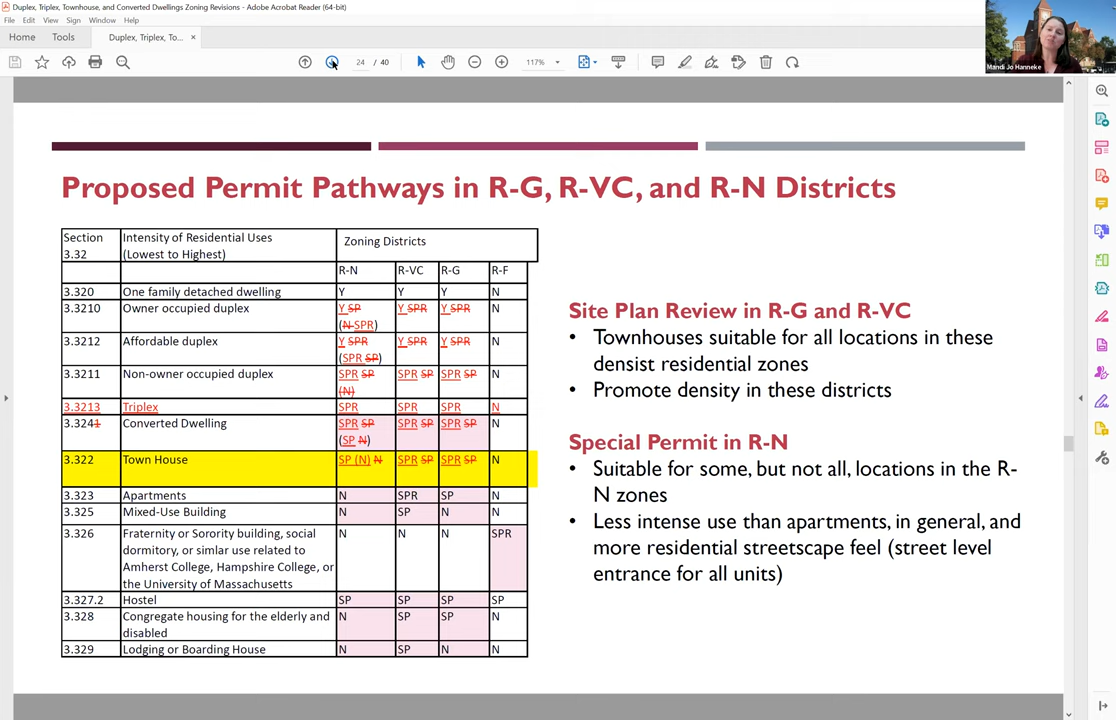 Duplex, Triplex, Townhouse, and Converted Dwellings Zoning Revisions - Adobe Acrobat Reader (64-bit)
File Edit View Sign Window Help
Home Tools Duplex, Triplex, To... ×
24 / 40 117%
Mandi Jo Hanneke
Proposed Permit Pathways in R-G, R-VC, and R-N Districts
Section 3.32 Intensity of Residential Uses (Lowest to Highest) Zoning Districts
R-N R-VC R-G R-F
3.320 One family detached dwelling Y Y Y N
3.3210 Owner occupied duplex Y SP (N SPR) Y SPR Y SPR N
3.3212 Affordable duplex Y SPR (SPR SP) Y SPR Y SPR N
3.3211 Non-owner occupied duplex SPR SP (N) SPR SP SPR SP N
3.3213 Triplex SPR SPR SPR N
3.3241 Converted Dwelling SPR SP (SP N) SPR SP SPR SP N
3.322 Town House SP (N) N SPR SP SPR SP N
3.323 Apartments N SPR SP N
3.325 Mixed-Use Building N SP N N
3.326 Fraternity or Sorority building, social dormitory, or simlar use related to Amherst College, Hampshire College, or the University of Massachusetts N N N SPR
3.327.2 Hostel SP SP SP SP
3.328 Congregate housing for the elderly and disabled N SP SP N
3.329 Lodging or Boarding House N SP N N
Site Plan Review in R-G and R-VC
• Townhouses suitable for all locations in these
densist residential zones
• Promote density in these districts
Special Permit in R-N
• Suitable for some, but not all, locations in the R-
N zones
• Less intense use than apartments, in general, and
more residential streetscape feel (street level
entrance for all units)